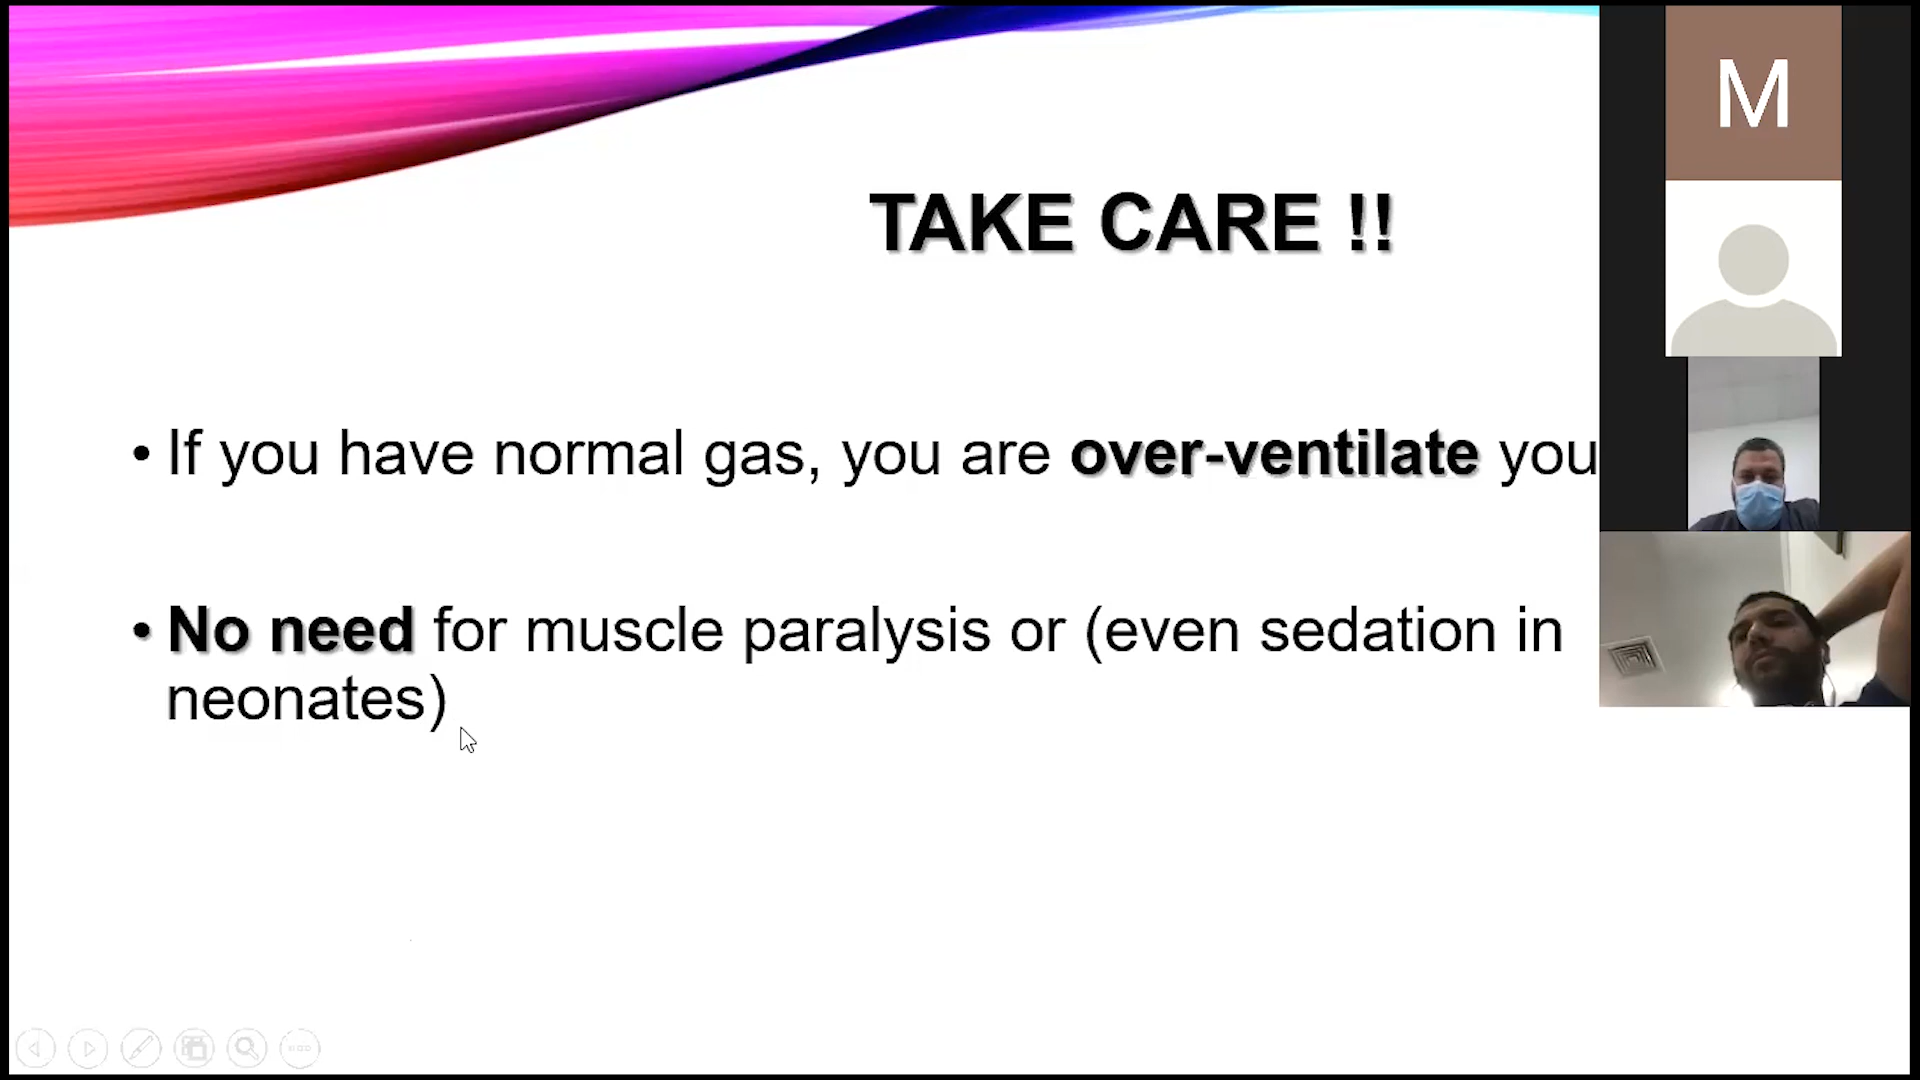 TAKE CARE !!
• If you have normal gas, you are over-ventilate you
• No need for muscle paralysis or (even sedation in
neonates)
M